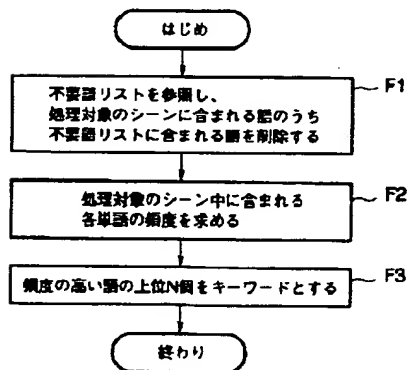 はじめ
F1
不要語リストを参照し、
処理対象のシーンに含まれる語のうち
不要語リストに含まれる語を削除する
F2
処理対象のシーン中に含まれる
各単語の頻度を求める
F3
頻度の高い語の上位N個をキーワードとする
終わり